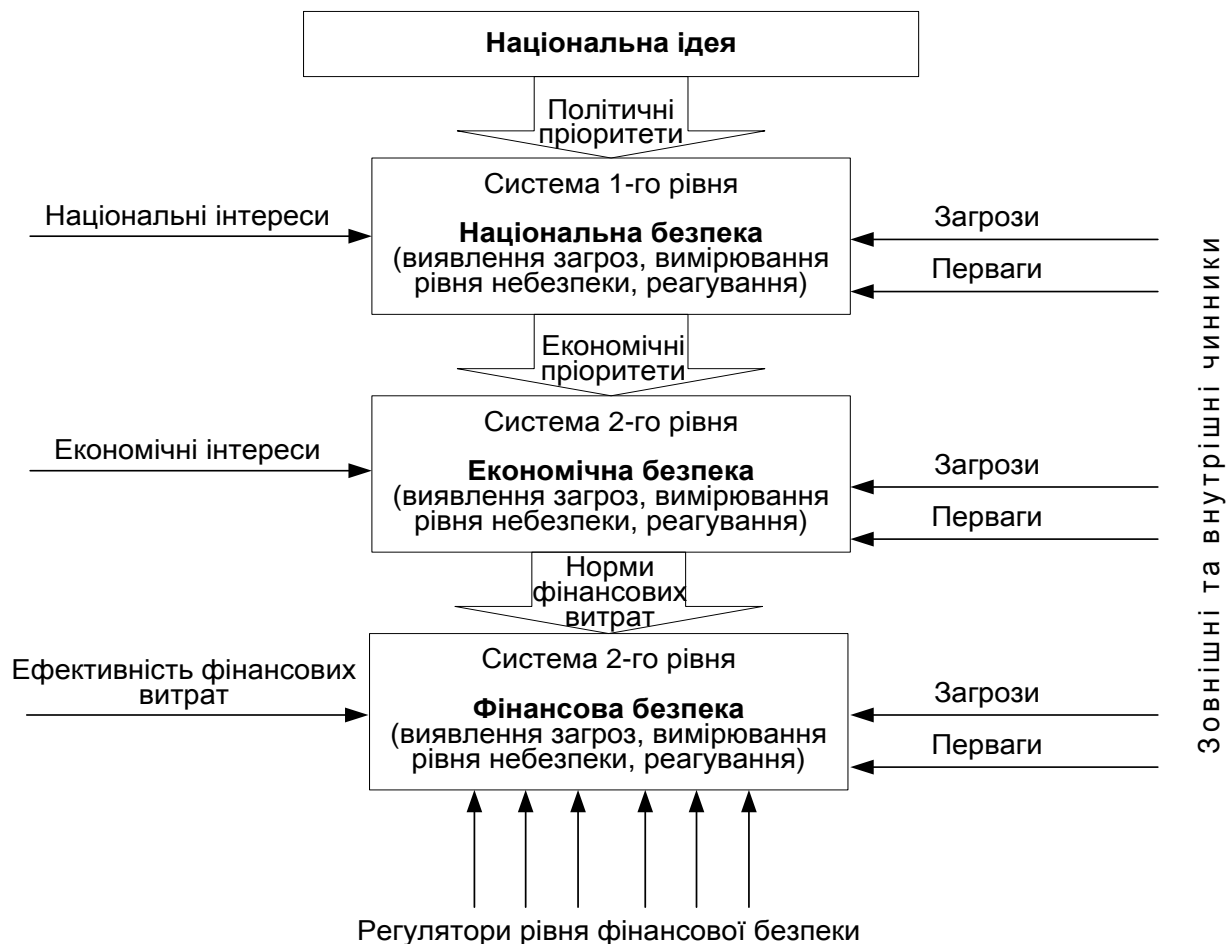 Національна ідея
Політичні
пріоритети
Система 1-го рівня
Національні інтереси
Національна безпека
(виявлення загроз, вимірювання
рівня небезпеки, реагування)
Загрози
Перваги
Економічні
пріоритети
Система 2-го рівня
Економічні інтереси
Економічна безпека
(виявлення загроз, вимірювання
рівня небезпеки, реагування)
Загрози
Перваги
Норми
фінансових
витрат
Система 2-го рівня
Ефективність фінансових
витрат
Фінансова безпека
(виявлення загроз, вимірювання
рівня небезпеки, реагування)
Загрози
Перваги
Регулятори рівня фінансової безпеки
Зовнішні та внутрішні чинники